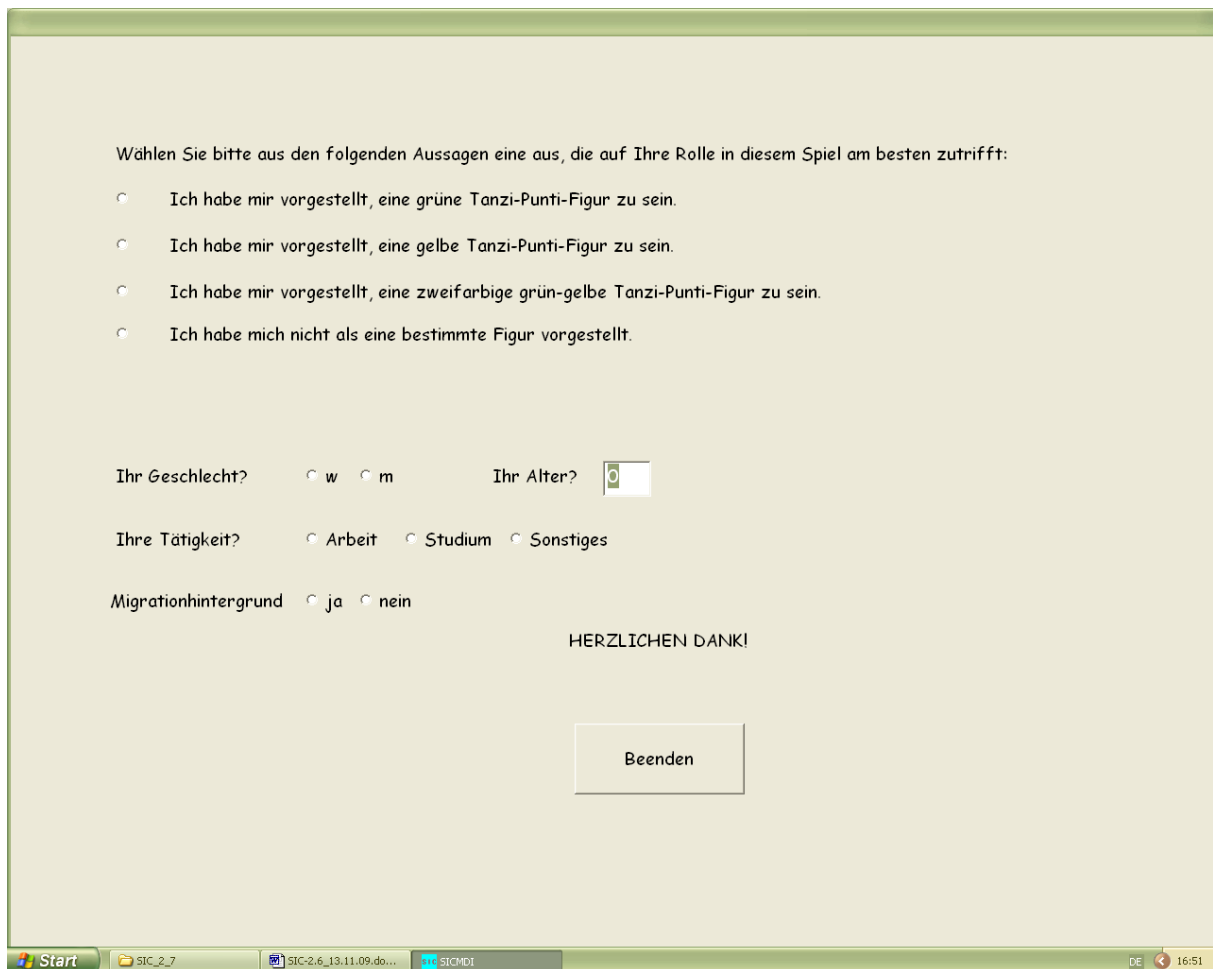 Wählen Sie bitte aus den folgenden Aussagen eine aus, die auf Ihre Rolle in diesem Spiel am besten zutrifft:
Ich habe mir vorgestellt, eine grüne Tanzi-Punti-Figur zu sein.
Ich habe mir vorgestellt, eine gelbe Tanzi-Punti-Figur zu sein.
Ich habe mir vorgestellt, eine zweifarbige grün-gelbe Tanzi-Punti-Figur zu sein.
Ich habe mich nicht als eine bestimmte Figur vorgestellt.
Ihr Geschlecht? w m Ihr Alter? 0
Ihre Tätigkeit? Arbeit Studium Sonstiges
Migrationhintergrund ja nein
HERZLICHEN DANK!
Beenden
Start SIC_2_7 SIC-2.6_13.11.09.do... SIC SICMDI DE 16:51